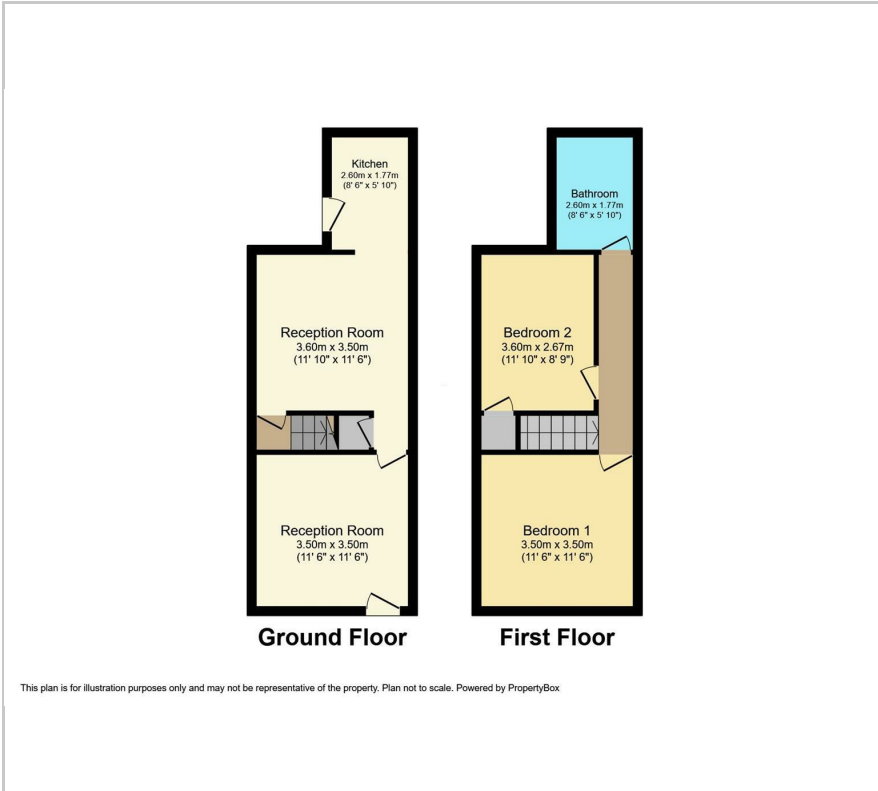 Kitchen
2.60m x 1.77m
(8' 6" x 5' 10")
Reception Room
3.60m x 3.50m
(11' 10" x 11' 6")
Reception Room
3.50m x 3.50m
(11' 6" x 11' 6")
Ground Floor
Bathroom
2.60m x 1.77m
(8' 6" x 5' 10")
Bedroom 2
3.60m x 2.67m
(11' 10" x 8' 9")
Bedroom 1
3.50m x 3.50m
(11' 6" x 11' 6")
First Floor
This plan is for illustration purposes only and may not be representative of the property. Plan not to scale. Powered by PropertyBox